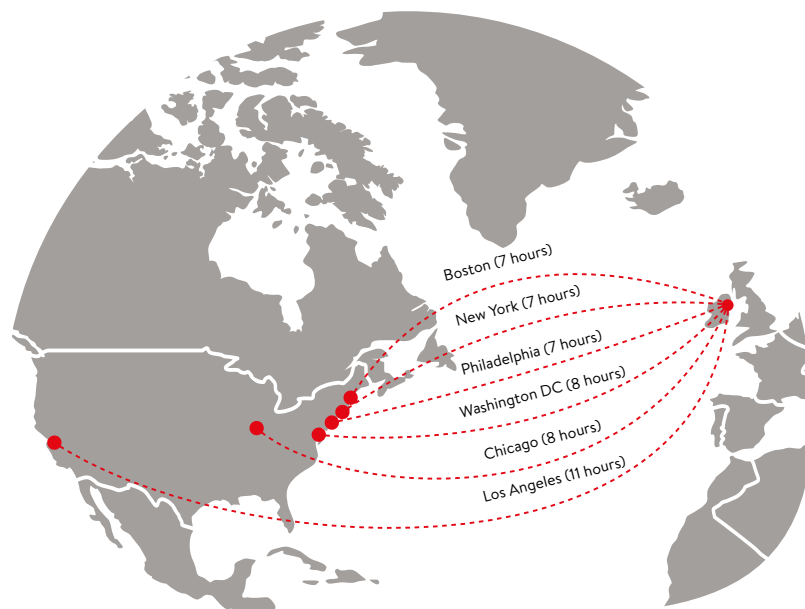 Boston (7 hours)
New York (7 hours)
Philadelphia (7 hours)
Washington DC (8 hours)
Chicago (8 hours)
Los Angeles (11 hours)